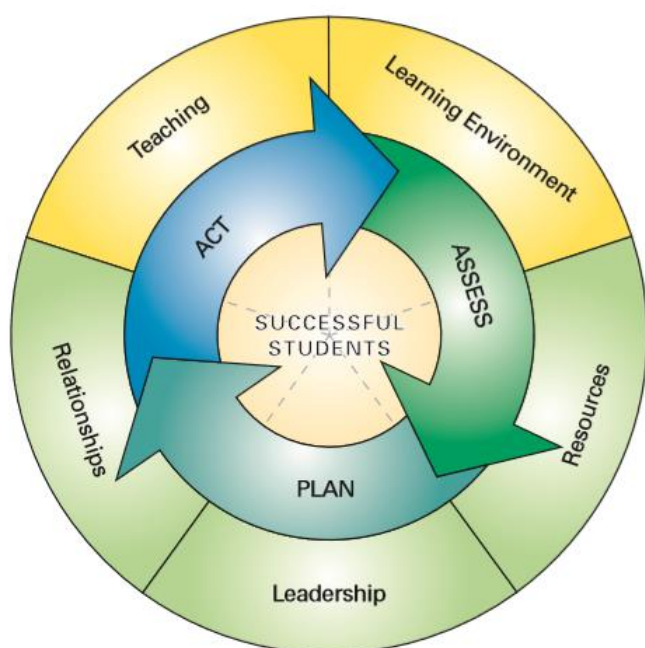 Teaching
Learning Environment
ACT
ASSESS
SUCCESSFUL
STUDENTS
Relationships
Resources
PLAN
Leadership